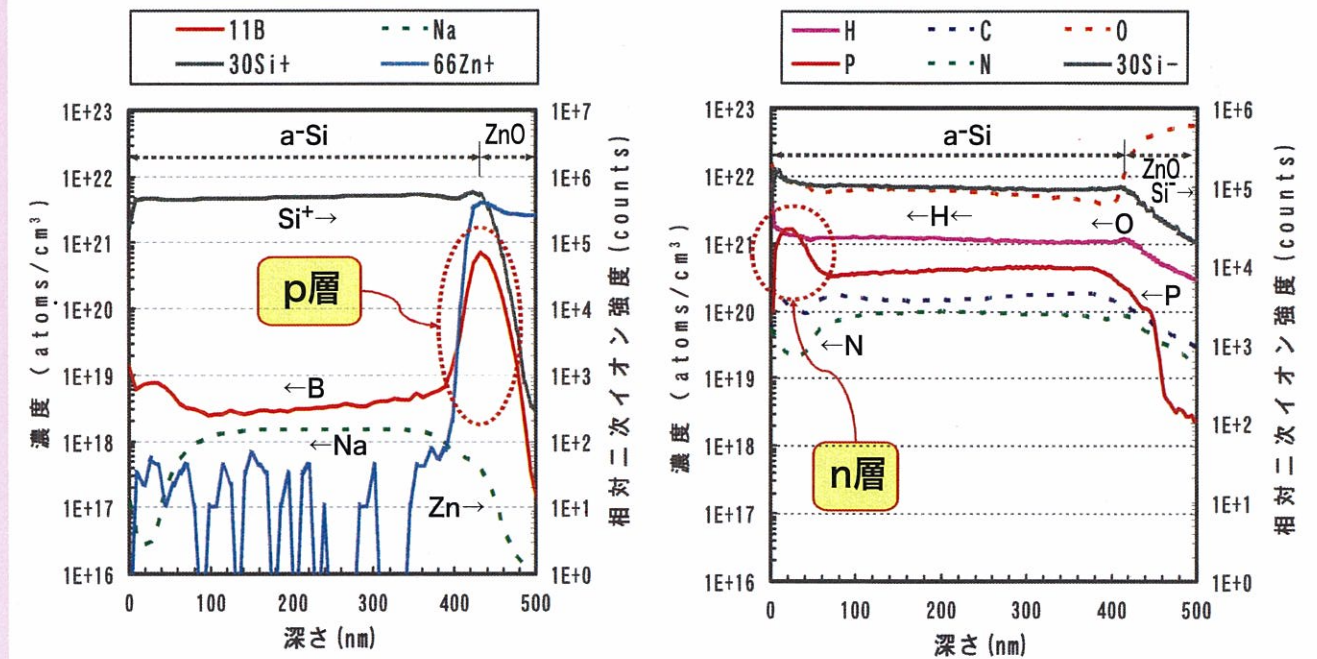 11B Na
30Si+ 66Zn+
1E+23
1E+22
1E+21
1E+20
1E+19
1E+18
1E+17
1E+16
濃度 (atoms/cm³)
1E+7
1E+6
1E+5
1E+4
1E+3
1E+2
1E+1
1E+0
相対二次イオン強度 (counts)
a-Si ZnO
Si⁺→
p層
←B
←Na
Zn→
0 100 200 300 400 500
深さ (nm)
H C O
P N 30Si-
1E+23
1E+22
1E+21
1E+20
1E+19
1E+18
1E+17
1E+16
濃度 (atoms/cm³)
1E+6
1E+5
1E+4
1E+3
1E+2
1E+1
1E+0
相対二次イオン強度 (counts)
a-Si
ZnO
Si⁻→
←H←
←O
←P
←N
n層
0 100 200 300 400 500
深さ (nm)